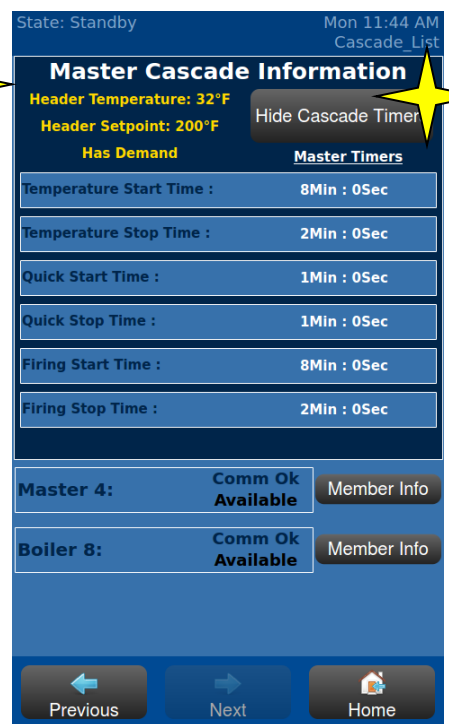 State: Standby Mon 11:44 AM
Cascade_List
Master Cascade Information
Header Temperature: 32°F
Header Setpoint: 200°F
Has Demand
Hide Cascade Timer
Master Timers
Temperature Start Time : 8Min : 0Sec
Temperature Stop Time : 2Min : 0Sec
Quick Start Time : 1Min : 0Sec
Quick Stop Time : 1Min : 0Sec
Firing Start Time : 8Min : 0Sec
Firing Stop Time : 2Min : 0Sec
Master 4: Comm Ok Available Member Info
Boiler 8: Comm Ok Available Member Info
Previous Next Home